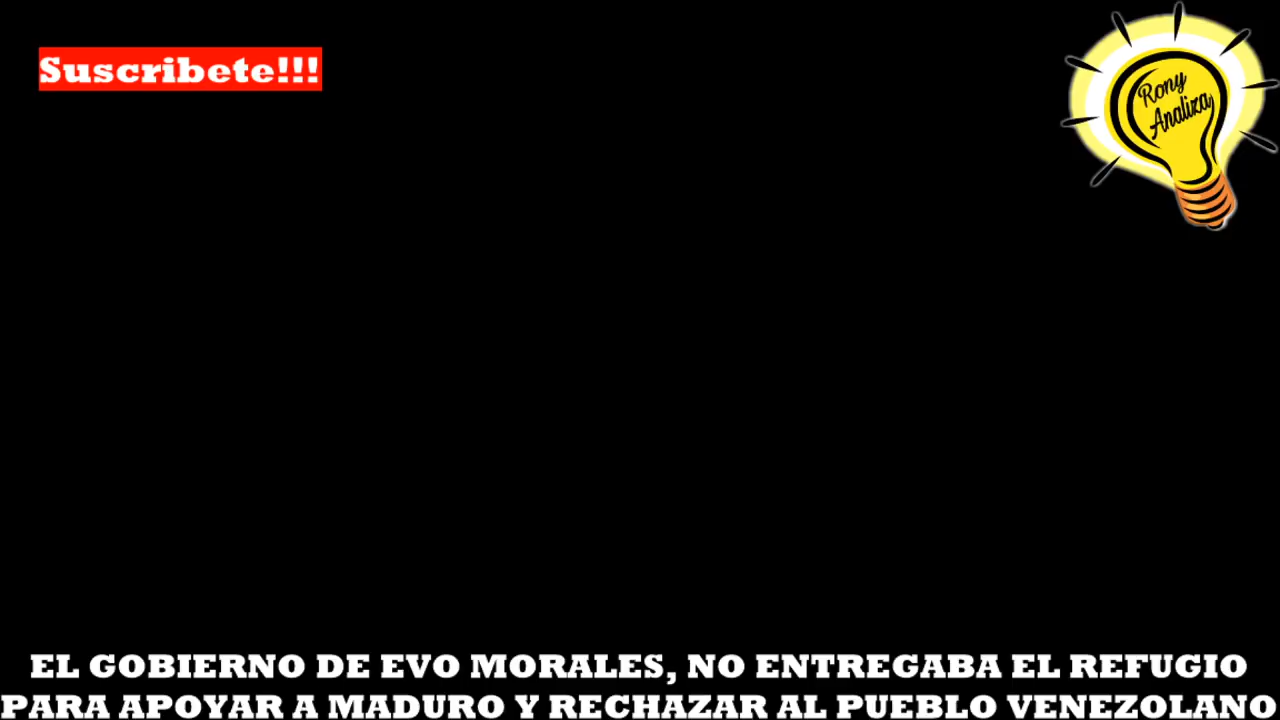 Suscribete!!!
Rony
Analiza
EL GOBIERNO DE EVO MORALES, NO ENTREGABA EL REFUGIO
PARA APOYAR A MADURO Y RECHAZAR AL PUEBLO VENEZOLANO